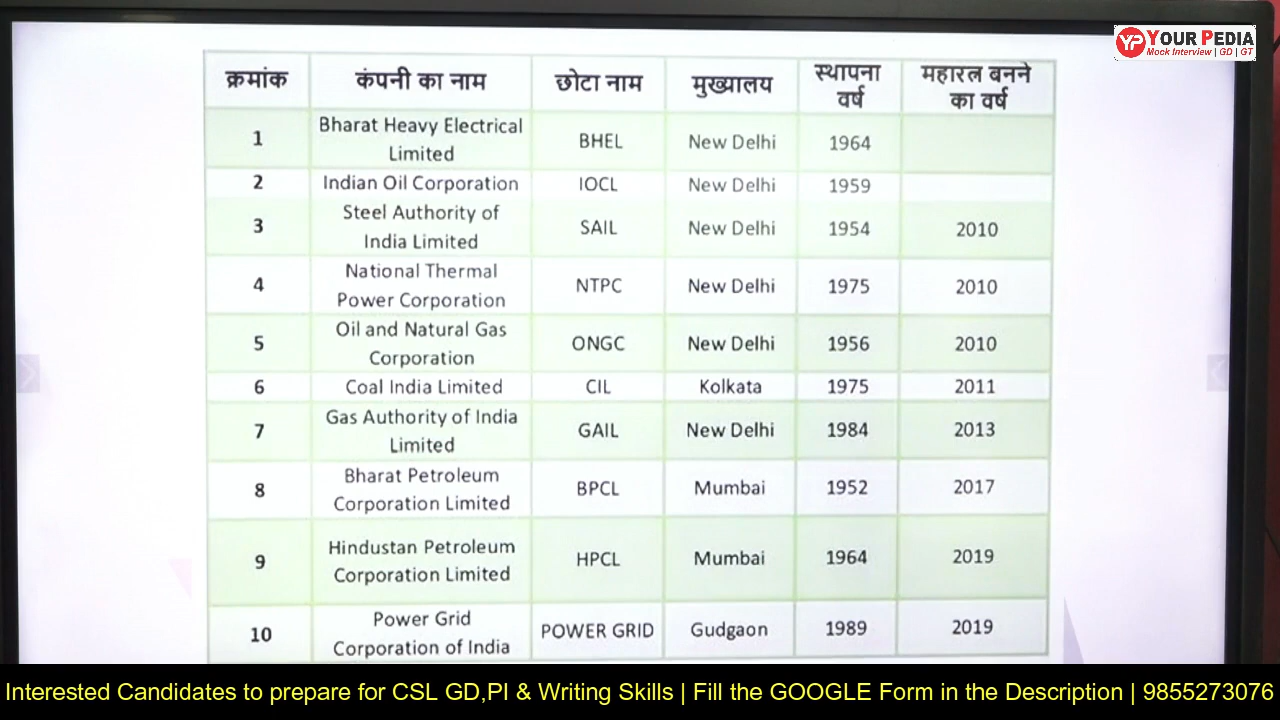 YP YOUR PEDIA
Mock Interview | GD | GT
क्रमांक कंपनी का नाम छोटा नाम मुख्यालय स्थापना वर्ष महारत्न बनने का वर्ष
1 Bharat Heavy Electrical Limited BHEL New Delhi 1964
2 Indian Oil Corporation IOCL New Delhi 1959
3 Steel Authority of India Limited SAIL New Delhi 1954 2010
4 National Thermal Power Corporation NTPC New Delhi 1975 2010
5 Oil and Natural Gas Corporation ONGC New Delhi 1956 2010
6 Coal India Limited CIL Kolkata 1975 2011
7 Gas Authority of India Limited GAIL New Delhi 1984 2013
8 Bharat Petroleum Corporation Limited BPCL Mumbai 1952 2017
9 Hindustan Petroleum Corporation Limited HPCL Mumbai 1964 2019
10 Power Grid Corporation of India POWER GRID Gudgaon 1989 2019
Interested Candidates to prepare for CSL GD,PI & Writing Skills | Fill the GOOGLE Form in the Description | 9855273076